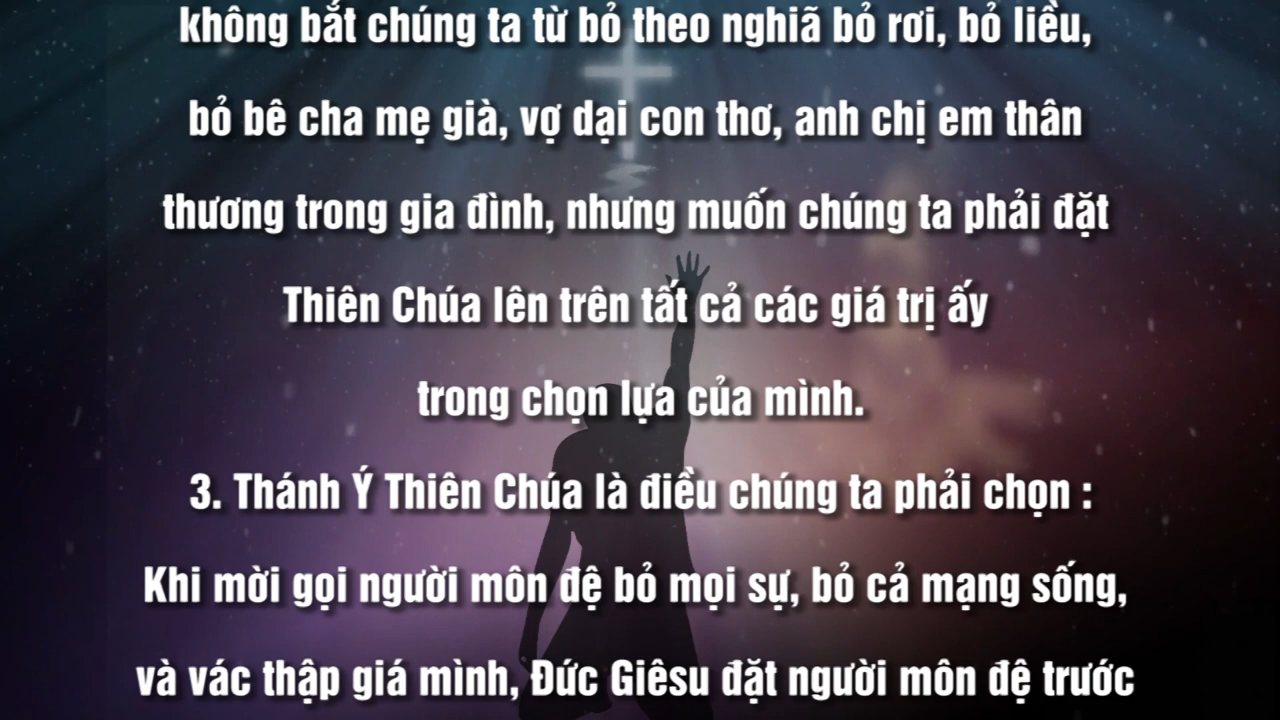 không bắt chúng ta từ bỏ theo nghiã bỏ rơi, bỏ liều,
bỏ bê cha mẹ già, vợ dại con thơ, anh chị em thân
thương trong gia đình, nhưng muốn chúng ta phải đặt
Thiên Chúa lên trên tất cả các giá trị ấy
trong chọn lựa của mình.
3. Thánh Ý Thiên Chúa là điều chúng ta phải chọn :
Khi mời gọi người môn đệ bỏ mọi sự, bỏ cả mạng sống,
và vác thập giá mình, Đức Giêsu đặt người môn đệ trước